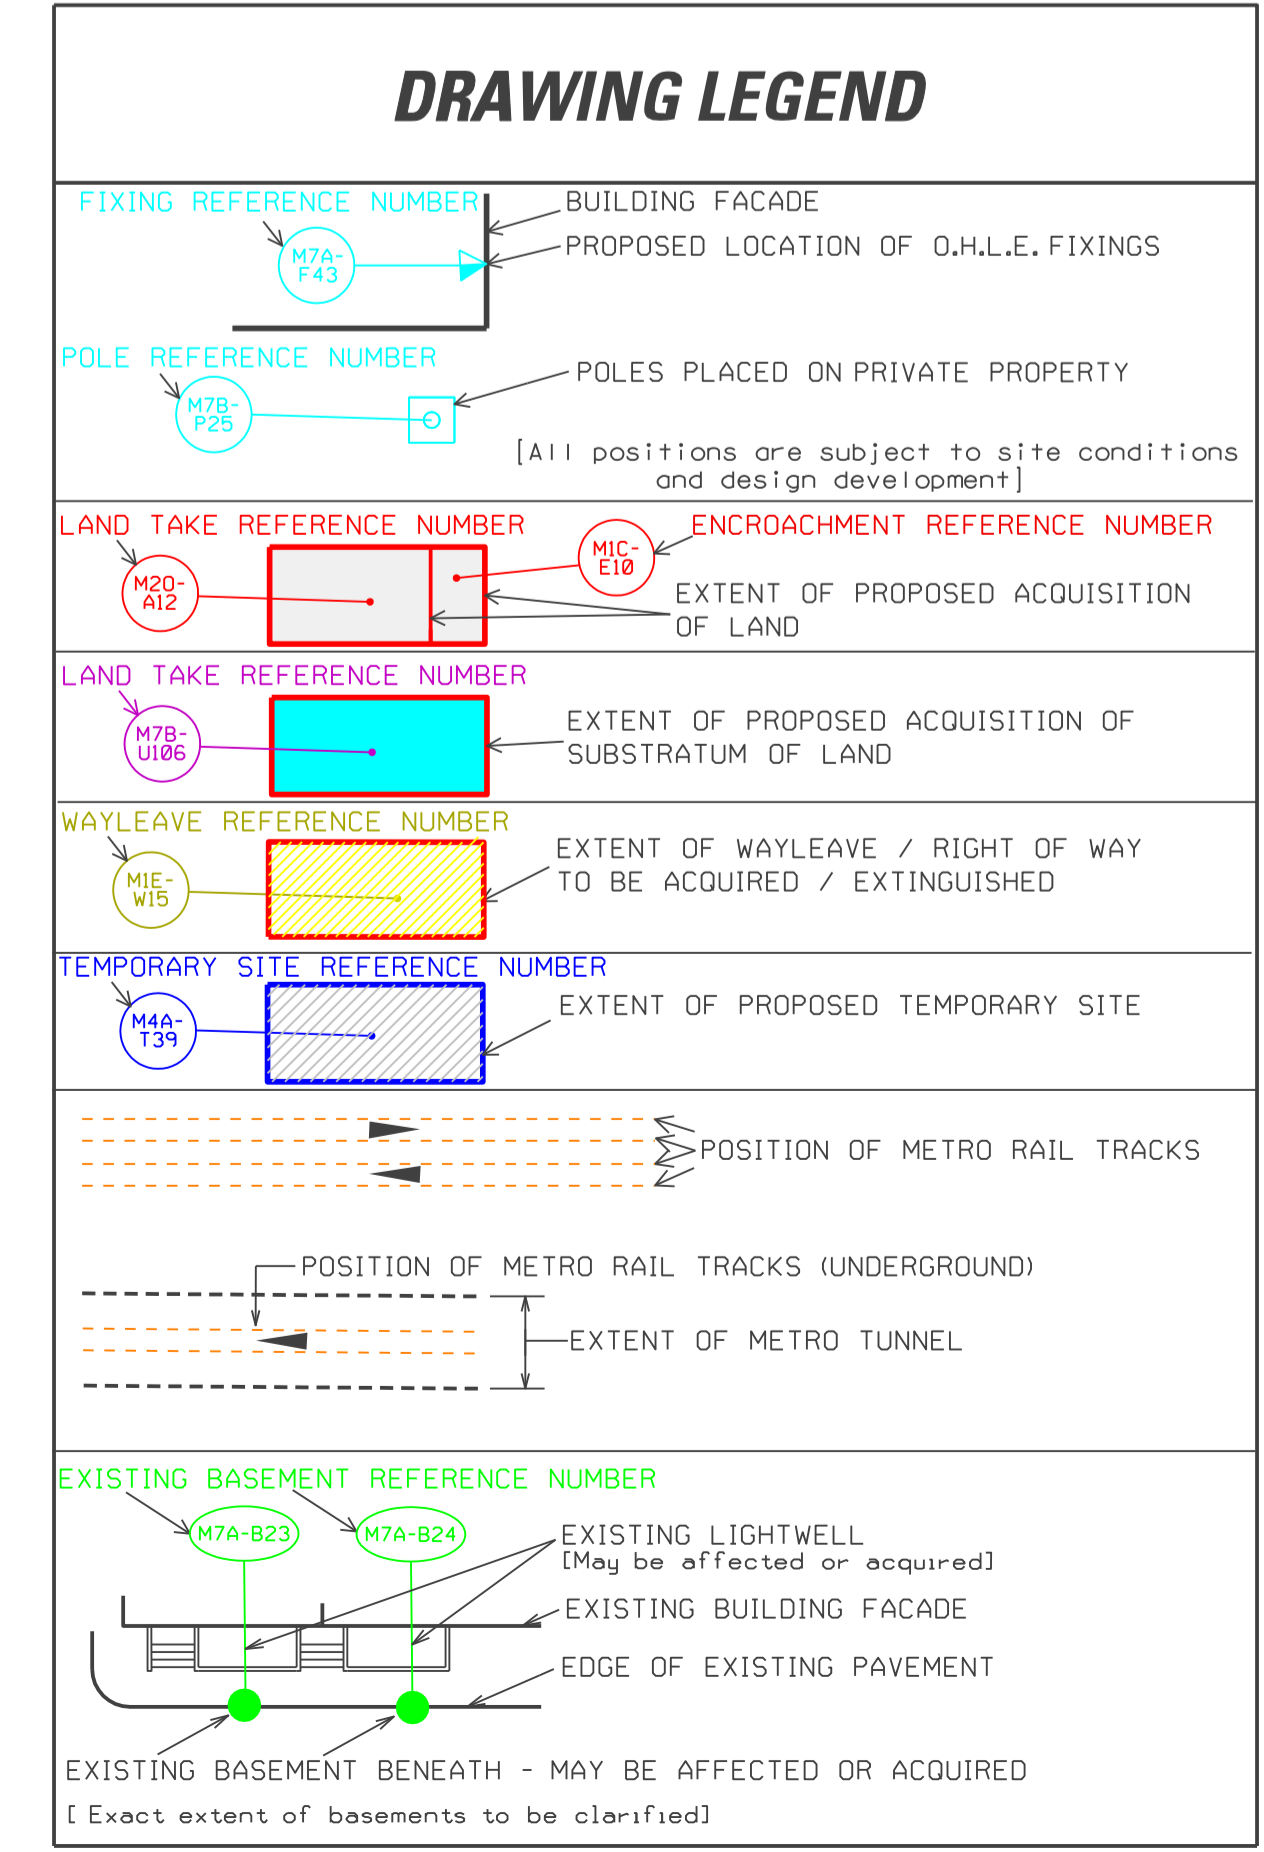 DRAWING LEGEND
FIXING REFERENCE NUMBER
BUILDING FACADE
M7A-
F43
PROPOSED LOCATION OF O.H.L.E. FIXINGS
POLE REFERENCE NUMBER
M7B-
P25
POLES PLACED ON PRIVATE PROPERTY
[All positions are subject to site conditions
and design development]
LAND TAKE REFERENCE NUMBER
M20-
A12
M1C-
E10
ENCROACHMENT REFERENCE NUMBER
EXTENT OF PROPOSED ACQUISITION
OF LAND
LAND TAKE REFERENCE NUMBER
M7B-
U106
EXTENT OF PROPOSED ACQUISITION OF
SUBSTRATUM OF LAND
WAYLEAVE REFERENCE NUMBER
M1E-
W15
EXTENT OF WAYLEAVE / RIGHT OF WAY
TO BE ACQUIRED / EXTINGUISHED
TEMPORARY SITE REFERENCE NUMBER
M4A-
T39
EXTENT OF PROPOSED TEMPORARY SITE
POSITION OF METRO RAIL TRACKS
POSITION OF METRO RAIL TRACKS (UNDERGROUND)
EXTENT OF METRO TUNNEL
EXISTING BASEMENT REFERENCE NUMBER
M7A-B23
M7A-B24
EXISTING LIGHTWELL
[May be affected or acquired]
EXISTING BUILDING FACADE
EDGE OF EXISTING PAVEMENT
EXISTING BASEMENT BENEATH - MAY BE AFFECTED OR ACQUIRED
[ Exact extent of basements to be clarified]